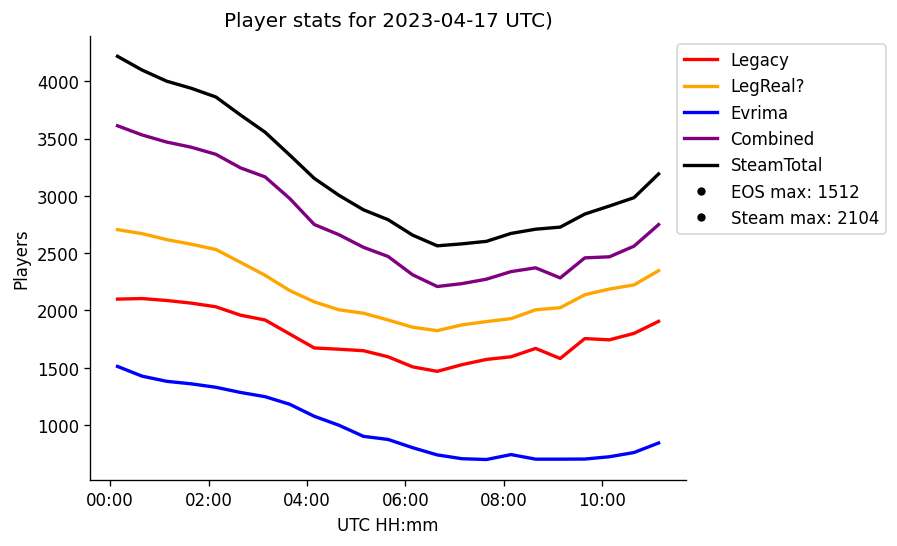 Player stats for 2023-04-17 UTC)
Legacy
LegReal?
Evrima
Combined
SteamTotal
EOS max: 1512
Steam max: 2104
Players
4000
3500
3000
2500
2000
1500
1000
00:00 02:00 04:00 06:00 08:00 10:00
UTC HH:mm